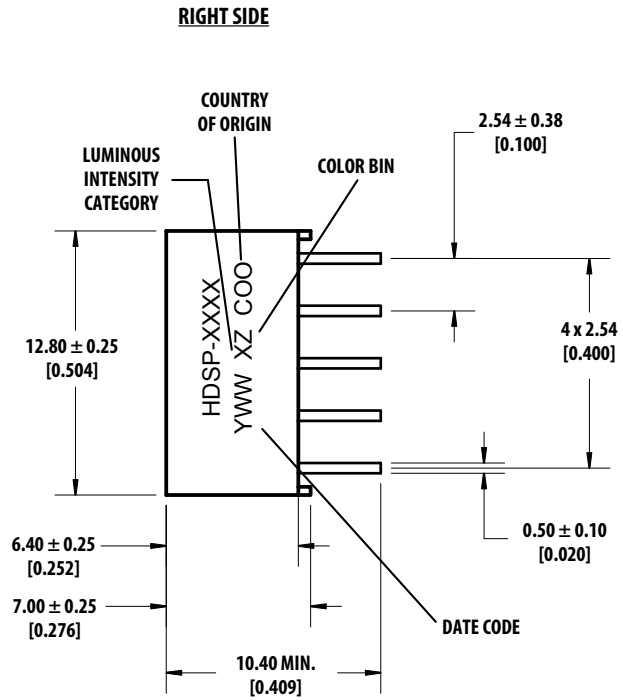 RIGHT SIDE
COUNTRY
OF ORIGIN
2.54 ± 0.38
[0.100]
LUMINOUS
INTENSITY
CATEGORY
COLOR BIN
HDSP-XXXX
YWW XZ COO
12.80 ± 0.25
[0.504]
4 x 2.54
[0.400]
6.40 ± 0.25
[0.252]
0.50 ± 0.10
[0.020]
7.00 ± 0.25
[0.276]
DATE CODE
10.40 MIN.
[0.409]